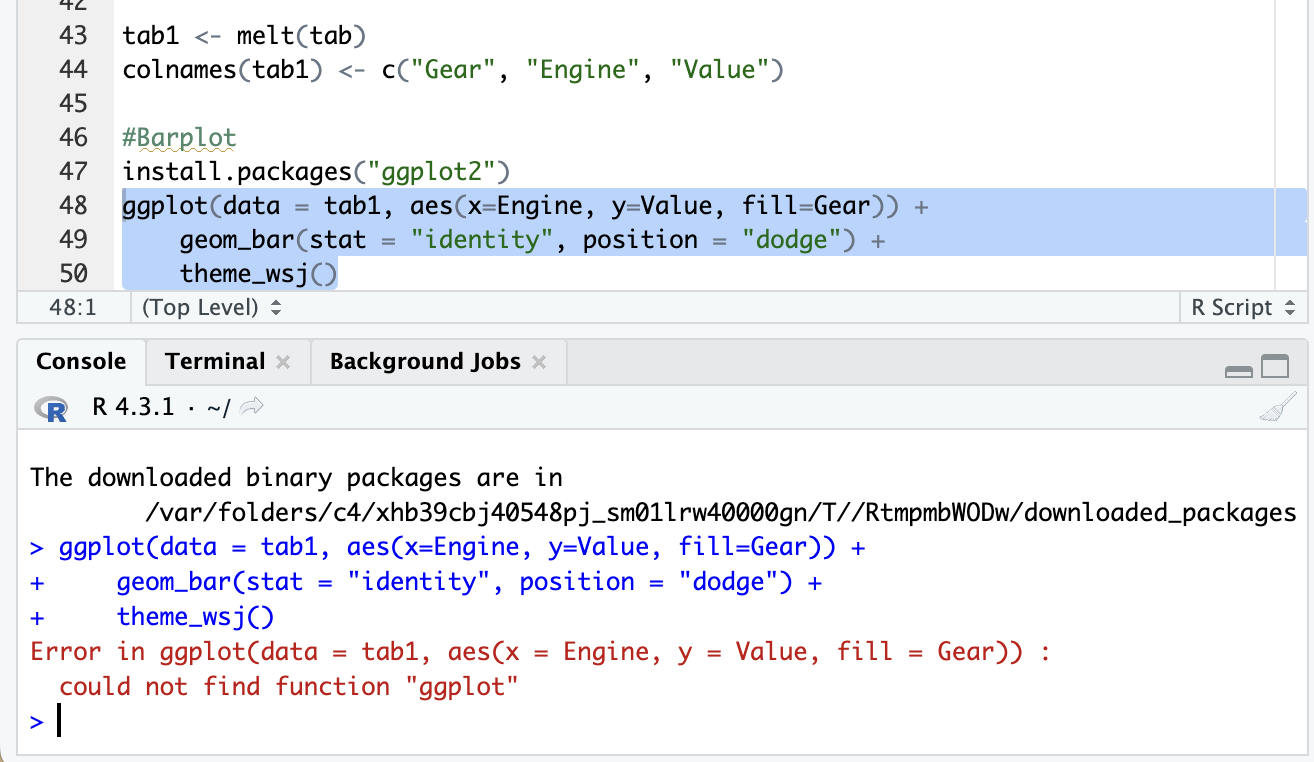 42
43 tab1 <- melt(tab)
44 colnames(tab1) <- c("Gear", "Engine", "Value")
45
46 #Barplot
47 install.packages("ggplot2")
48 ggplot(data = tab1, aes(x=Engine, y=Value, fill=Gear)) +
49     geom_bar(stat = "identity", position = "dodge") +
50     theme_wsj()
48:1 (Top Level) R Script
Console Terminal Background Jobs
R R 4.3.1 · ~/
The downloaded binary packages are in
        /var/folders/c4/xhb39cbj40548pj_sm01lrw40000gn/T//RtmpmbWODw/downloaded_packages
> ggplot(data = tab1, aes(x=Engine, y=Value, fill=Gear)) +
+     geom_bar(stat = "identity", position = "dodge") +
+     theme_wsj()
Error in ggplot(data = tab1, aes(x = Engine, y = Value, fill = Gear)) :
  could not find function "ggplot"
>